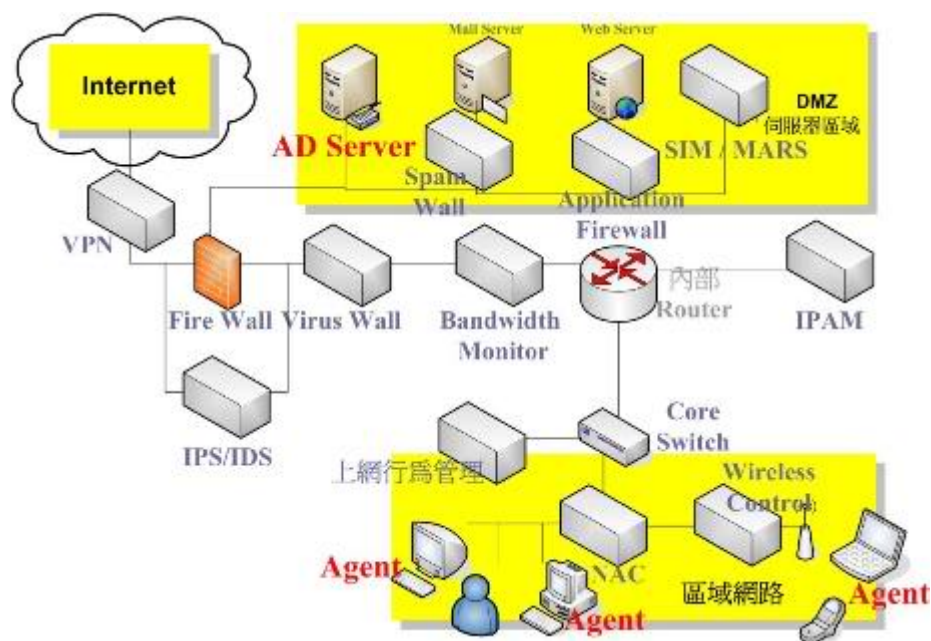 Internet
Mail Server
Web Server
DMZ
伺服器區域
AD Server
SIM / MARS
Spam
Wall
Application
Firewall
VPN
Fire Wall
Virus Wall
Bandwidth
Monitor
內部
Router
IPAM
IPS/IDS
Core
Switch
上網行為管理
Wireless
Control
NAC
Agent
Agent
Agent
區域網路